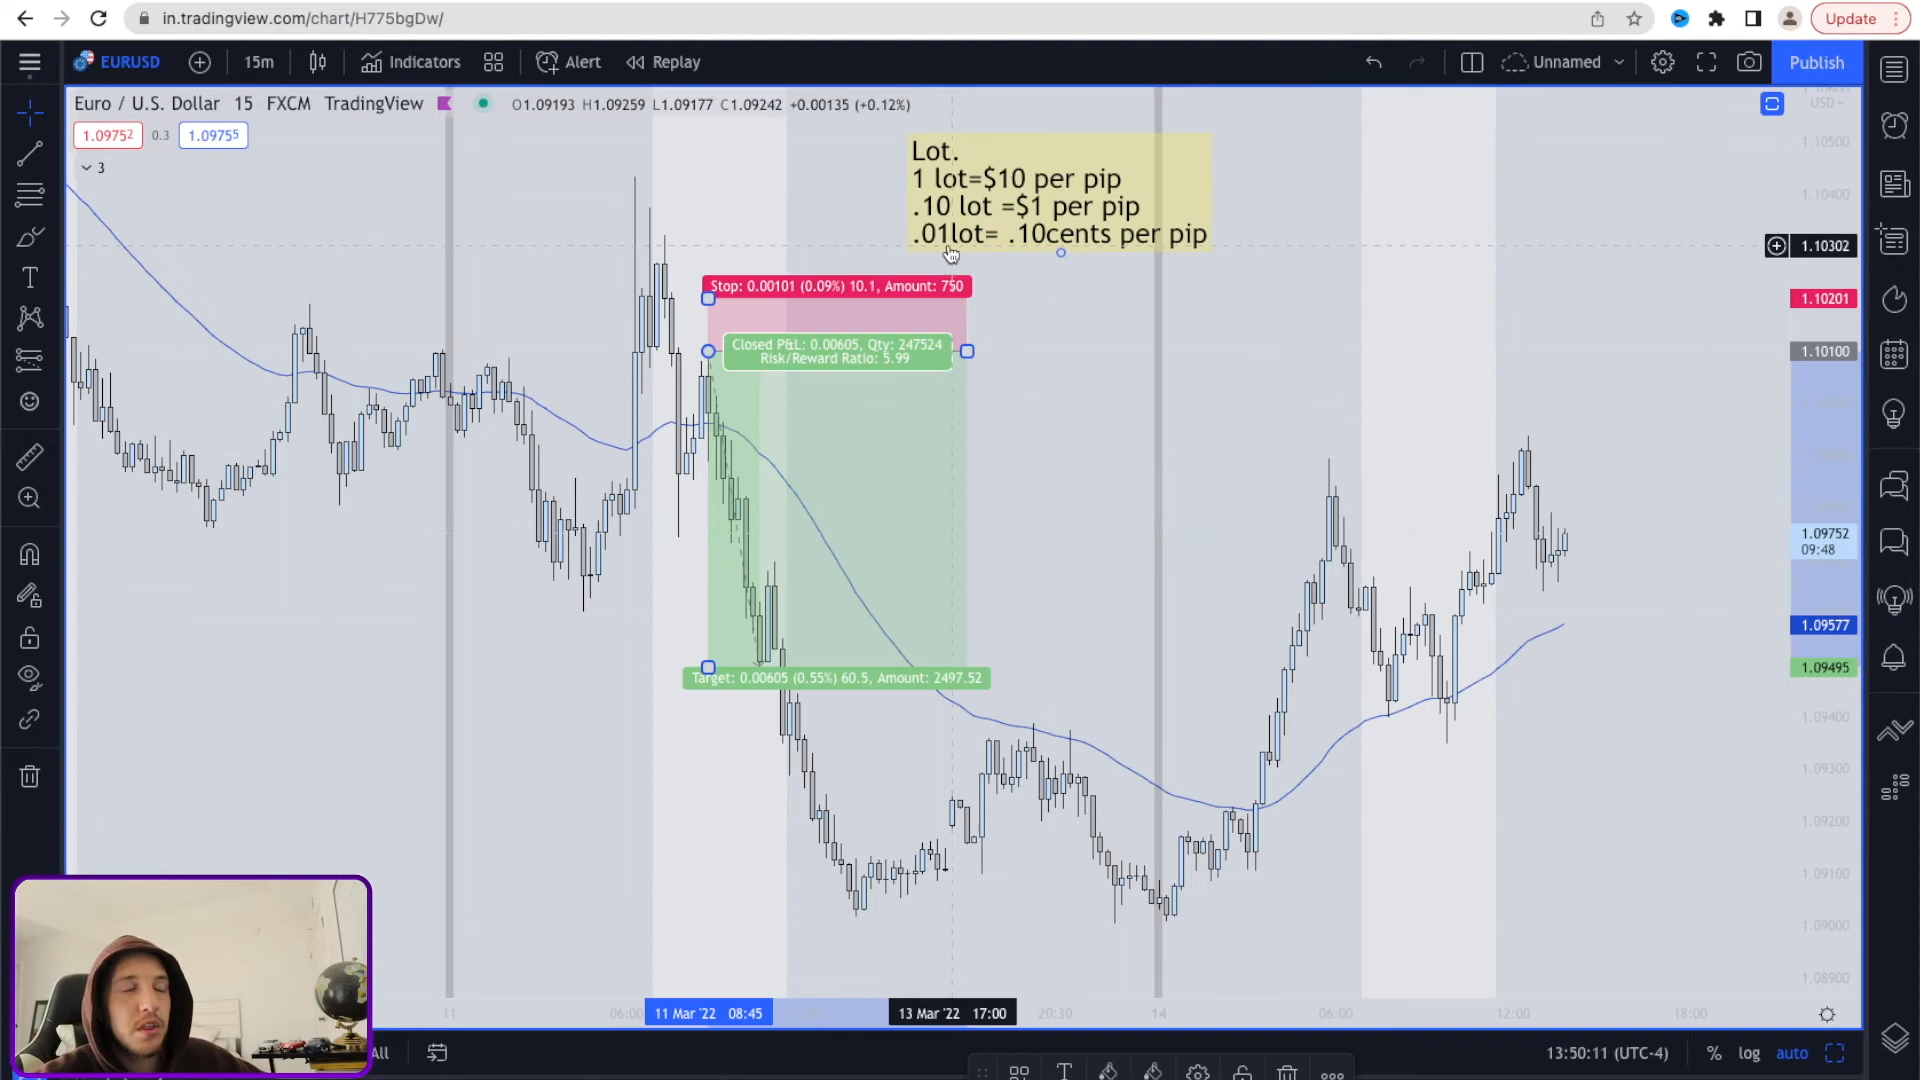 in.tradingview.com/chart/H775bgDw/
Update
EURUSD
15m
Indicators
Alert
Replay
Unnamed
Publish
Euro / U.S. Dollar 15 FXCM TradingView
O1.09193 H1.09259 L1.09177 C1.09242 +0.00135 (+0.12%)
USD
1.09752
0.3
1.09755
3
Lot.
1 lot=$10 per pip
.10 lot =$1 per pip
.01lot= .10cents per pip
Stop: 0.00101 (0.09%) 10.1, Amount: 750
Closed P&L: 0.00605, Qty: 247524
Risk/Reward Ratio: 5.99
Target: 0.00605 (0.55%) 60.5, Amount: 2497.52
1.10500
1.10400
1.10302
1.10201
1.10100
1.09752
09:48
1.09577
1.09495
1.09400
1.09300
1.09200
1.09100
1.09000
1.08900
11
06:00
11 Mar '22 08:45
13 Mar '22 17:00
20:30
14
06:00
12:00
18:00
All
13:50:11 (UTC-4)
%
log
auto